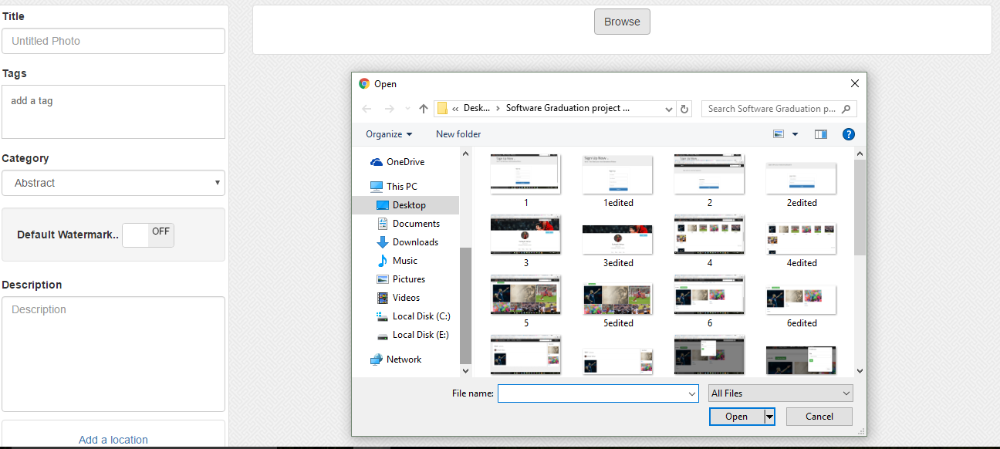 Title
Untitled Photo
Tags
add a tag
Category
Abstract
Default Watermark.. OFF
Description
Description
Add a location
Browse
Open
« Desk... › Software Graduation project ...
Search Software Graduation p...
Organize
New folder
OneDrive
This PC
Desktop
Documents
Downloads
Music
Pictures
Videos
Local Disk (C:)
Local Disk (E:)
Network
1 1edited 2 2edited
3 3edited 4 4edited
5 5edited 6 6edited
File name:
All Files
Open
Cancel